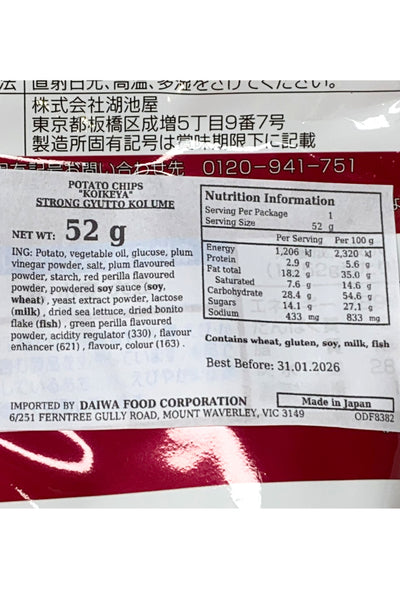 法 直射日光、高温、多湿をさけてください。
株式会社湖池屋
東京都板橋区成増5丁目9番7号
製造所固有記号は賞味期限下に記載
お問い合わせ先 0120-941-751
POTATO CHIPS
"KOIKEYA"
STRONG GYUTTO KOI UME
NET WT: 52 g
ING: Potato, vegetable oil, glucose, plum
vinegar powder, salt, plum flavoured
powder, starch, red perilla flavoured
powder, powdered soy sauce (soy,
wheat) , yeast extract powder, lactose
(milk) , dried sea lettuce, dried bonito
flake (fish) , green perilla flavoured
powder, acidity regulator (330) , flavour
enhancer (621) , flavour, colour (163) .
Nutrition Information
Serving Per Package 1
Serving Size 52 g
Per Serving Per 100 g
Energy 1,206 kJ 2,320 kJ
Protein 2.9 g 5.6 g
Fat total 18.2 g 35.0 g
Saturated 7.6 g 14.6 g
Carbohydrate 28.4 g 54.6 g
Sugars 14.1 g 27.1 g
Sodium 433 mg 833 mg
Contains wheat, gluten, soy, milk, fish
Best Before: 31.01.2026
IMPORTED BY DAIWA FOOD CORPORATION
6/251 FERNTREE GULLY ROAD, MOUNT WAVERLEY, VIC 3149
Made in Japan
ODF8382